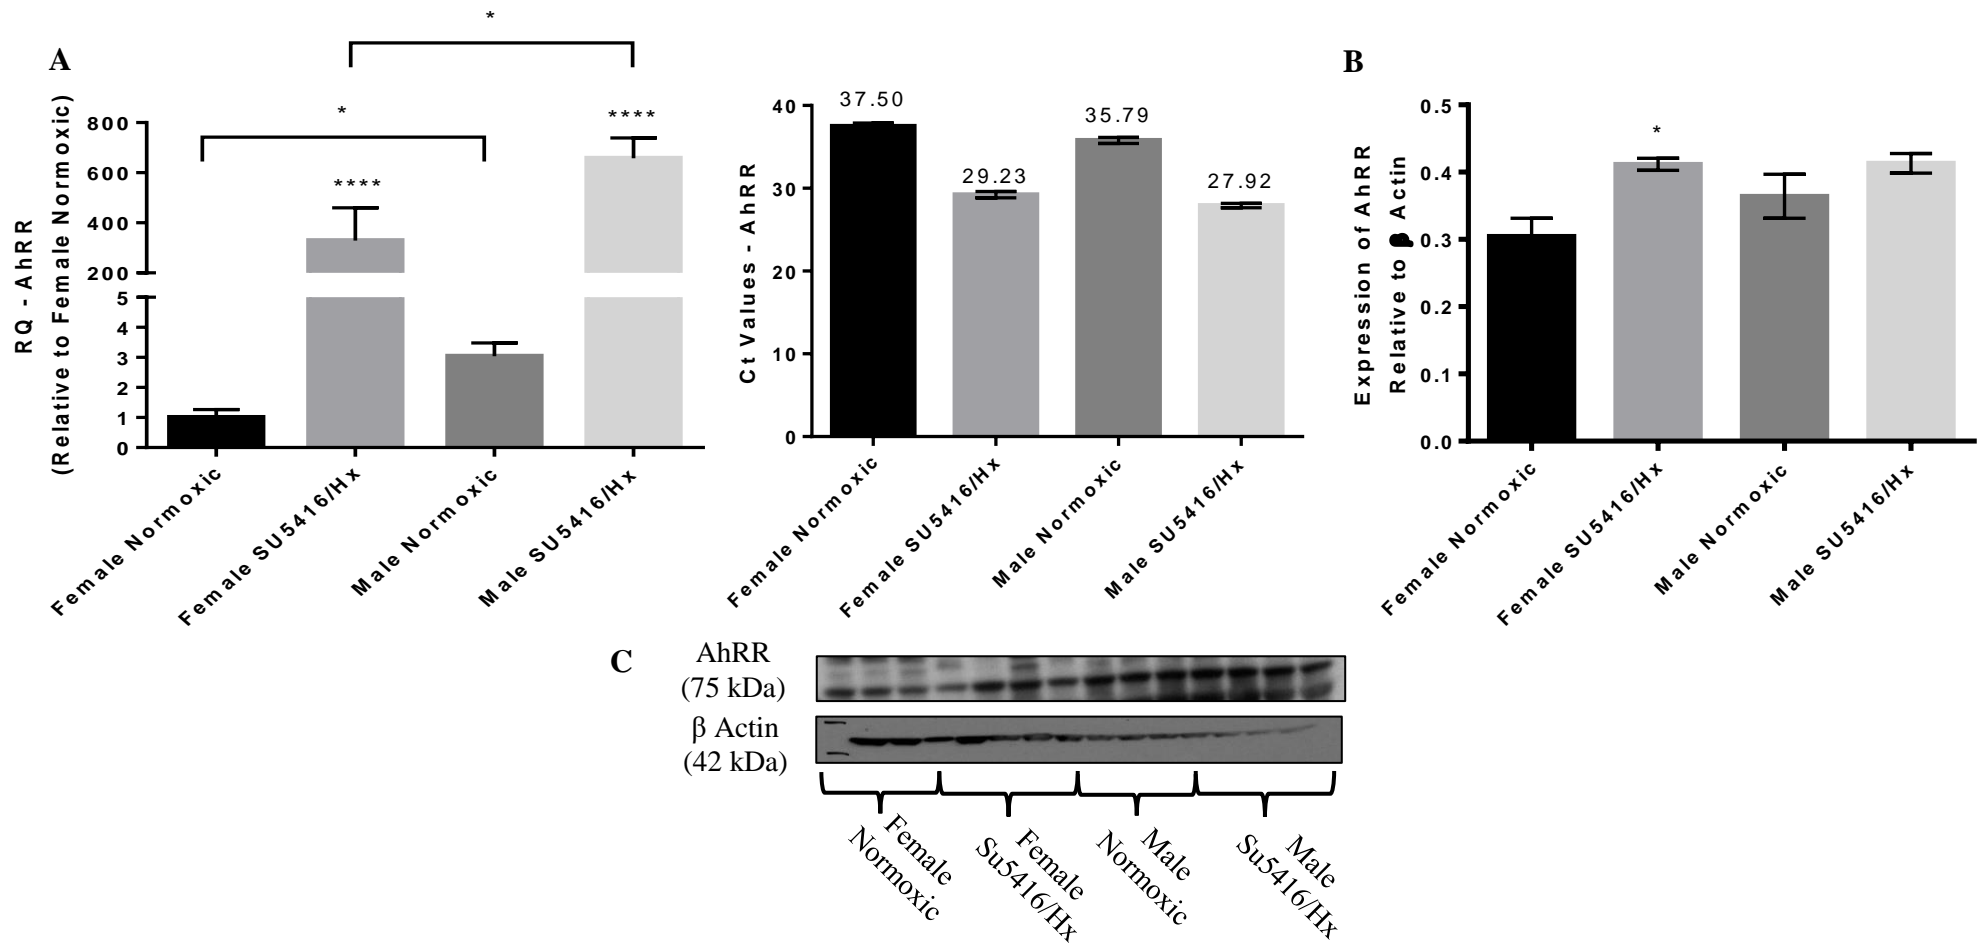 A
*
*
****
****
RQ - AhRR
(Relative to Female Normoxic)
800
600
400
200
5
4
3
2
1
0
Female Normoxic
Female SU5416/Hx
Male Normoxic
Male SU5416/Hx
Ct Values - AhRR
40
30
20
10
0
37.50
29.23
35.79
27.92
Female Normoxic
Female SU5416/Hx
Male Normoxic
Male SU5416/Hx
B
Expression of AhRR
Relative to β Actin
0.5
0.4
0.3
0.2
0.1
0.0
*
Female Normoxic
Female SU5416/Hx
Male Normoxic
Male SU5416/Hx
C
AhRR
(75 kDa)
β Actin
(42 kDa)
Female
Normoxic
Female
Su5416/Hx
Male
Normoxic
Male
Su5416/Hx